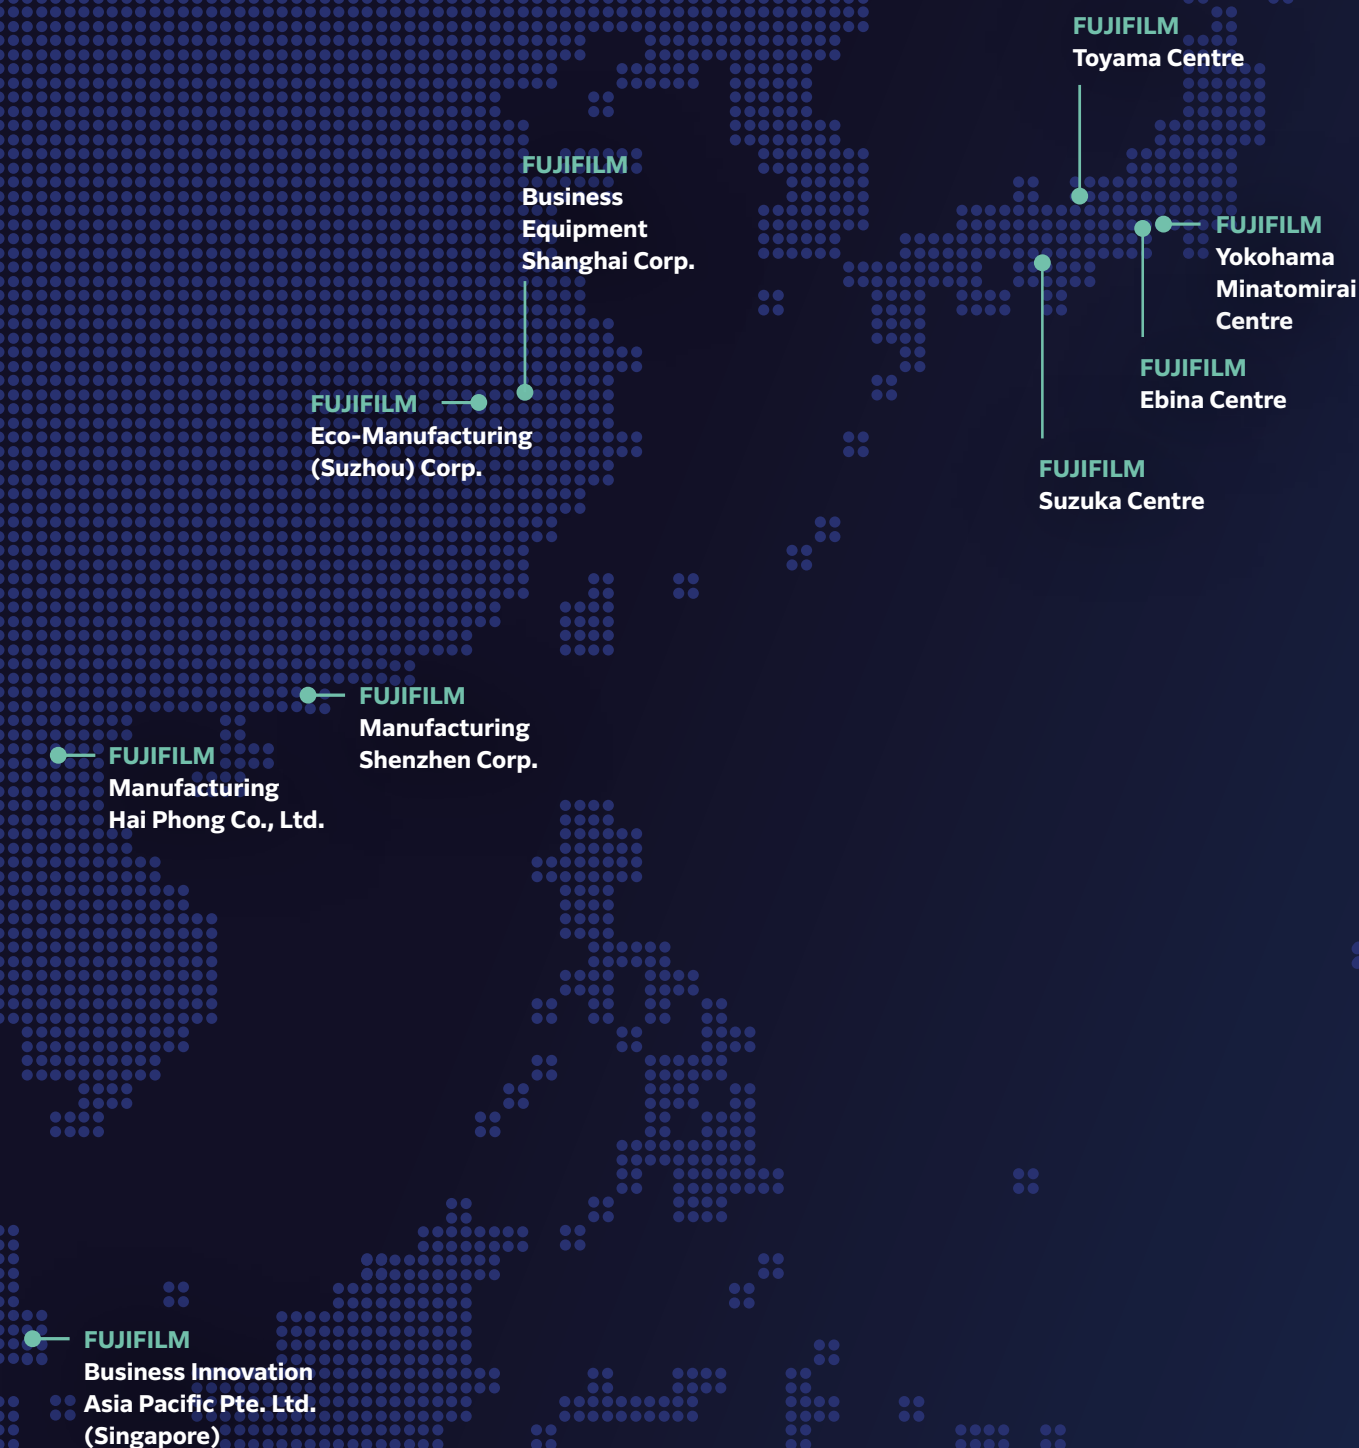 FUJIFILM
Toyama Centre
FUJIFILM
Business
Equipment
Shanghai Corp.
FUJIFILM
Yokohama
Minatomirai
Centre
FUJIFILM
Ebina Centre
FUJIFILM
Eco-Manufacturing
(Suzhou) Corp.
FUJIFILM
Suzuka Centre
FUJIFILM
Manufacturing
Shenzhen Corp.
FUJIFILM
Manufacturing
Hai Phong Co., Ltd.
FUJIFILM
Business Innovation
Asia Pacific Pte. Ltd.
(Singapore)